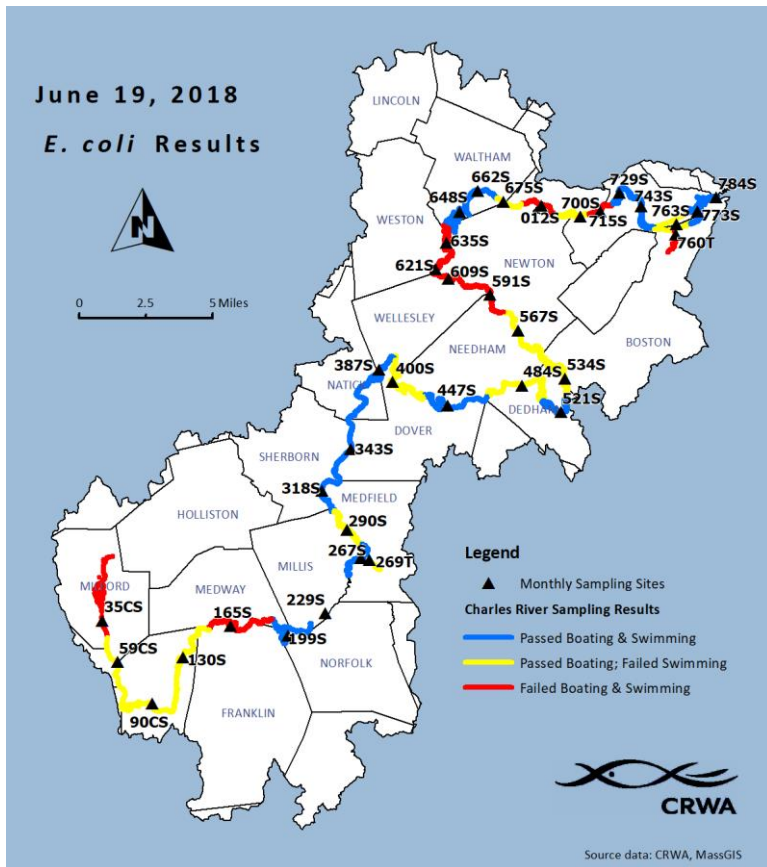 June 19, 2018
E. coli Results
N
0 2.5 5 Miles
LINCOLN
WALTHAM
WESTON
662S
675S
648S
012S
700S
715S
729S
743S
784S
763S
773S
760T
635S
621S
609S
NEWTON
591S
WELLESLEY
567S
NEEDHAM
BOSTON
387S
400S
NATICK
484S
534S
447S
DEDHAM
521S
DOVER
SHERBORN
343S
318S
MEDFIELD
HOLLISTON
290S
MILLIS
267S
269T
MILFORD
MEDWAY
35CS
165S
229S
199S
59CS
130S
NORFOLK
90CS
FRANKLIN
Legend
Monthly Sampling Sites
Charles River Sampling Results
Passed Boating & Swimming
Passed Boating; Failed Swimming
Failed Boating & Swimming
CRWA
Source data: CRWA, MassGIS